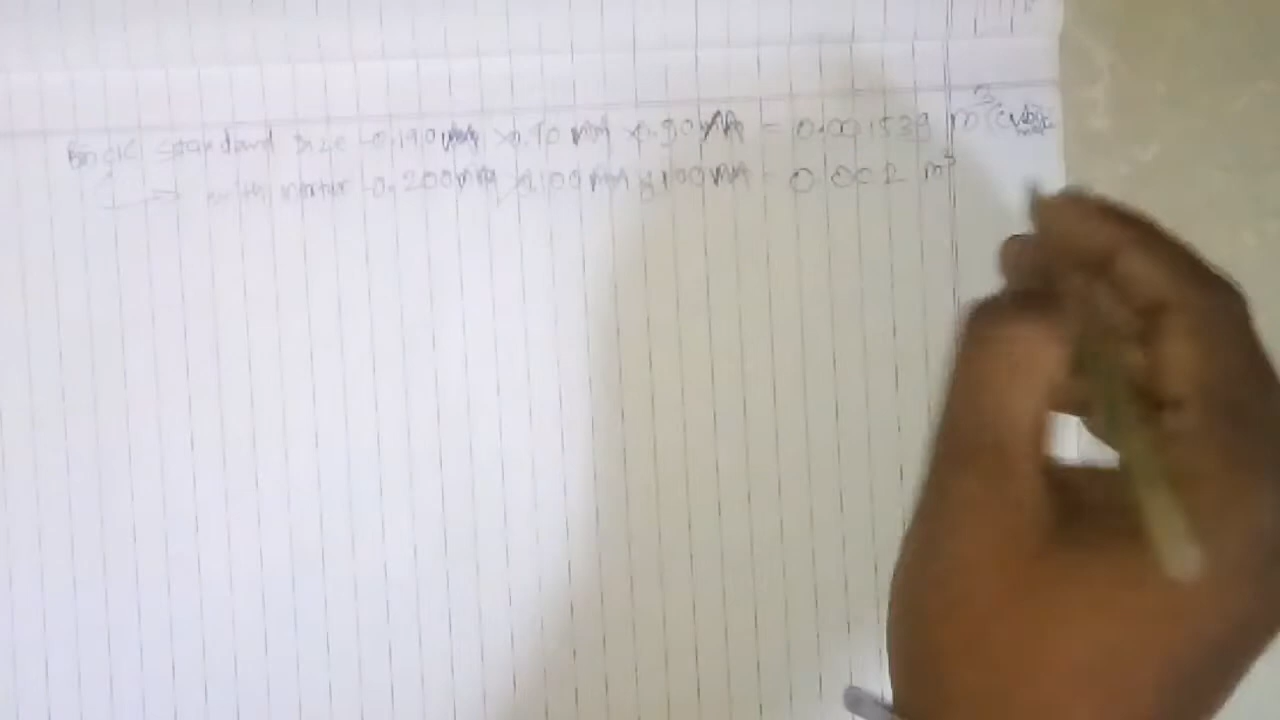 Brick standard size - 0.190mm x 0.90mm x 0.90mm = 0.001539 m³ (cubic
→ with mortar - 0.200mm x 0.100mm x 100mm = 0.002 m³